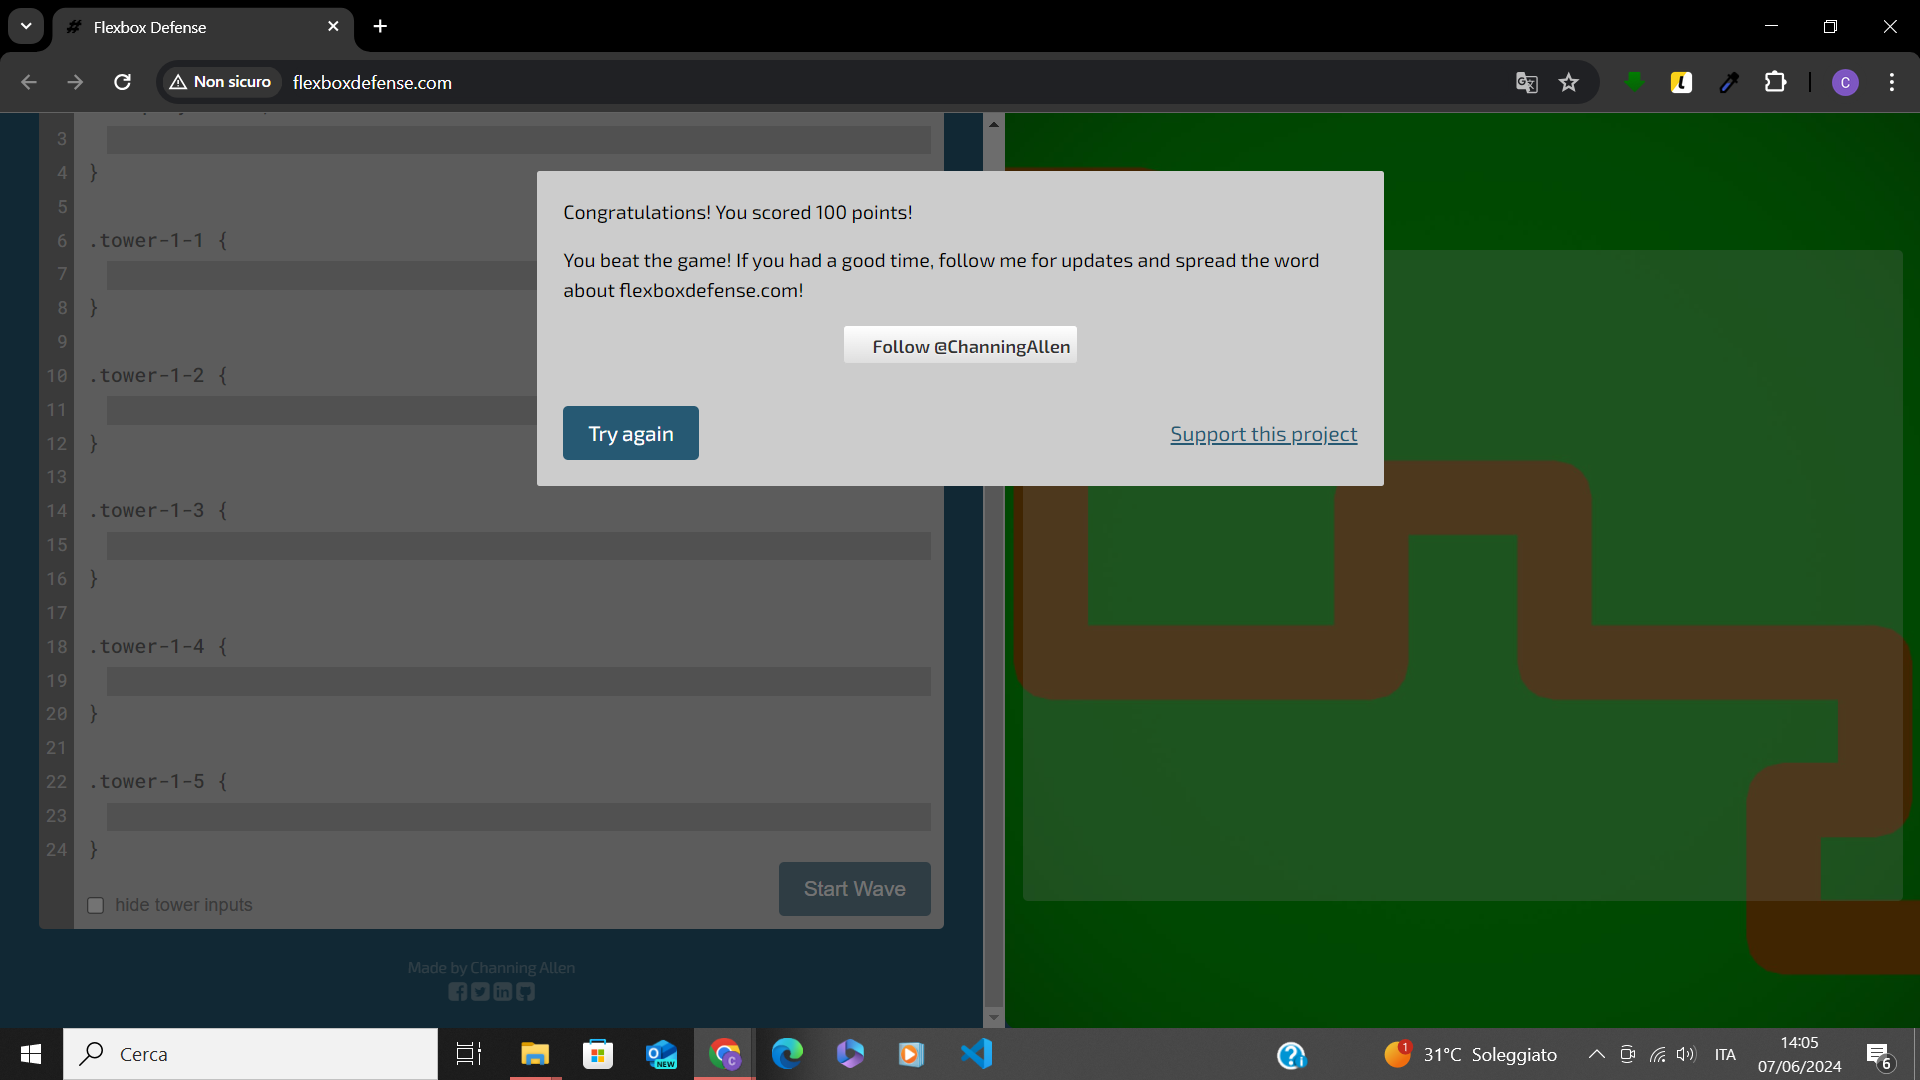 Flexbox Defense
Non sicuro
flexboxdefense.com
C
3
4 }
5
6 .tower-1-1 {
7
8 }
9
10 .tower-1-2 {
11
12 }
13
14 .tower-1-3 {
15
16 }
17
18 .tower-1-4 {
19
20 }
21
22 .tower-1-5 {
23
24 }
hide tower inputs
Start Wave
Made by Channing Allen
Congratulations! You scored 100 points!
You beat the game! If you had a good time, follow me for updates and spread the word
about flexboxdefense.com!
Follow @ChanningAllen
Try again
Support this project
Cerca
NEW
C
1
31°C Soleggiato
ITA
14:05
07/06/2024
6